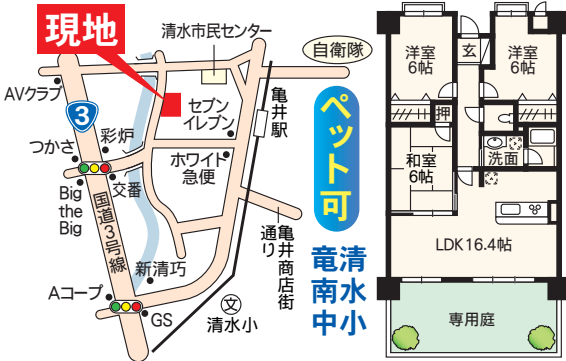 現地
清水市民センター
自衛隊
AVクラブ
3
セブン
イレブン
亀井駅
彩炉
つかさ
ホワイト
急便
Big
the
Big
交番
国道3号線
亀井商店街
通り
新清巧
Aコープ
GS
文
清水小
ペット可
清水小
竜南中
洋室
6帖
玄
洋室
6帖
押
和室
6帖
洗面
LDK16.4帖
専用庭